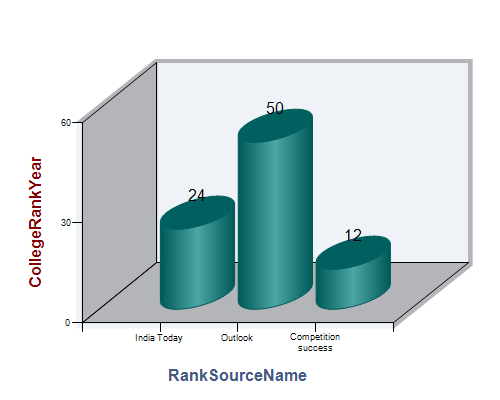 50
60
24
30
12
0
India Today
Outlook
Competition
success
CollegeRankYear
RankSourceName